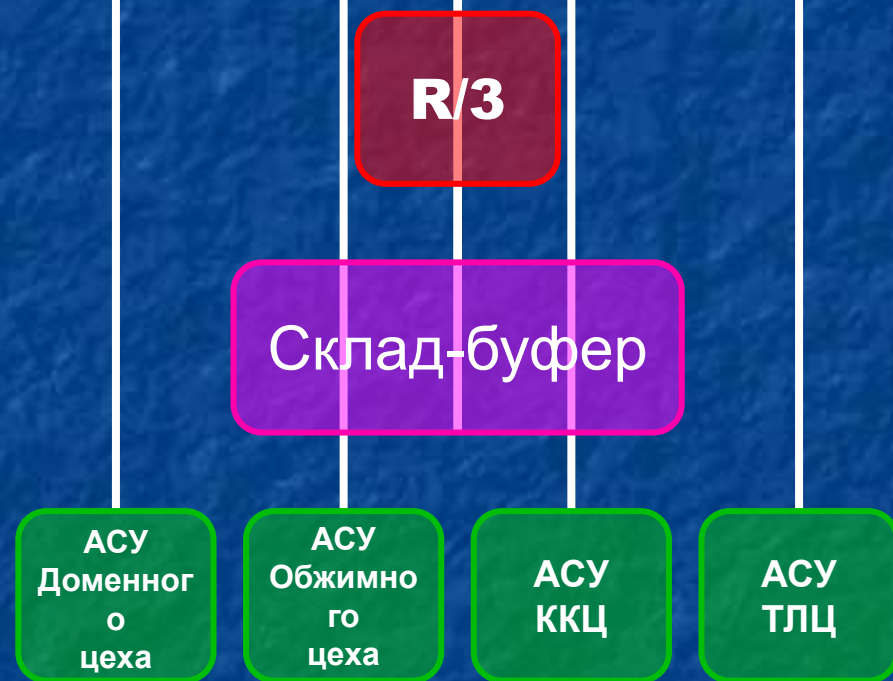 R/3
Склад-буфер
АСУ
Доменног
о
цеха
АСУ
Обжимно
го
цеха
АСУ
ККЦ
АСУ
ТЛЦ